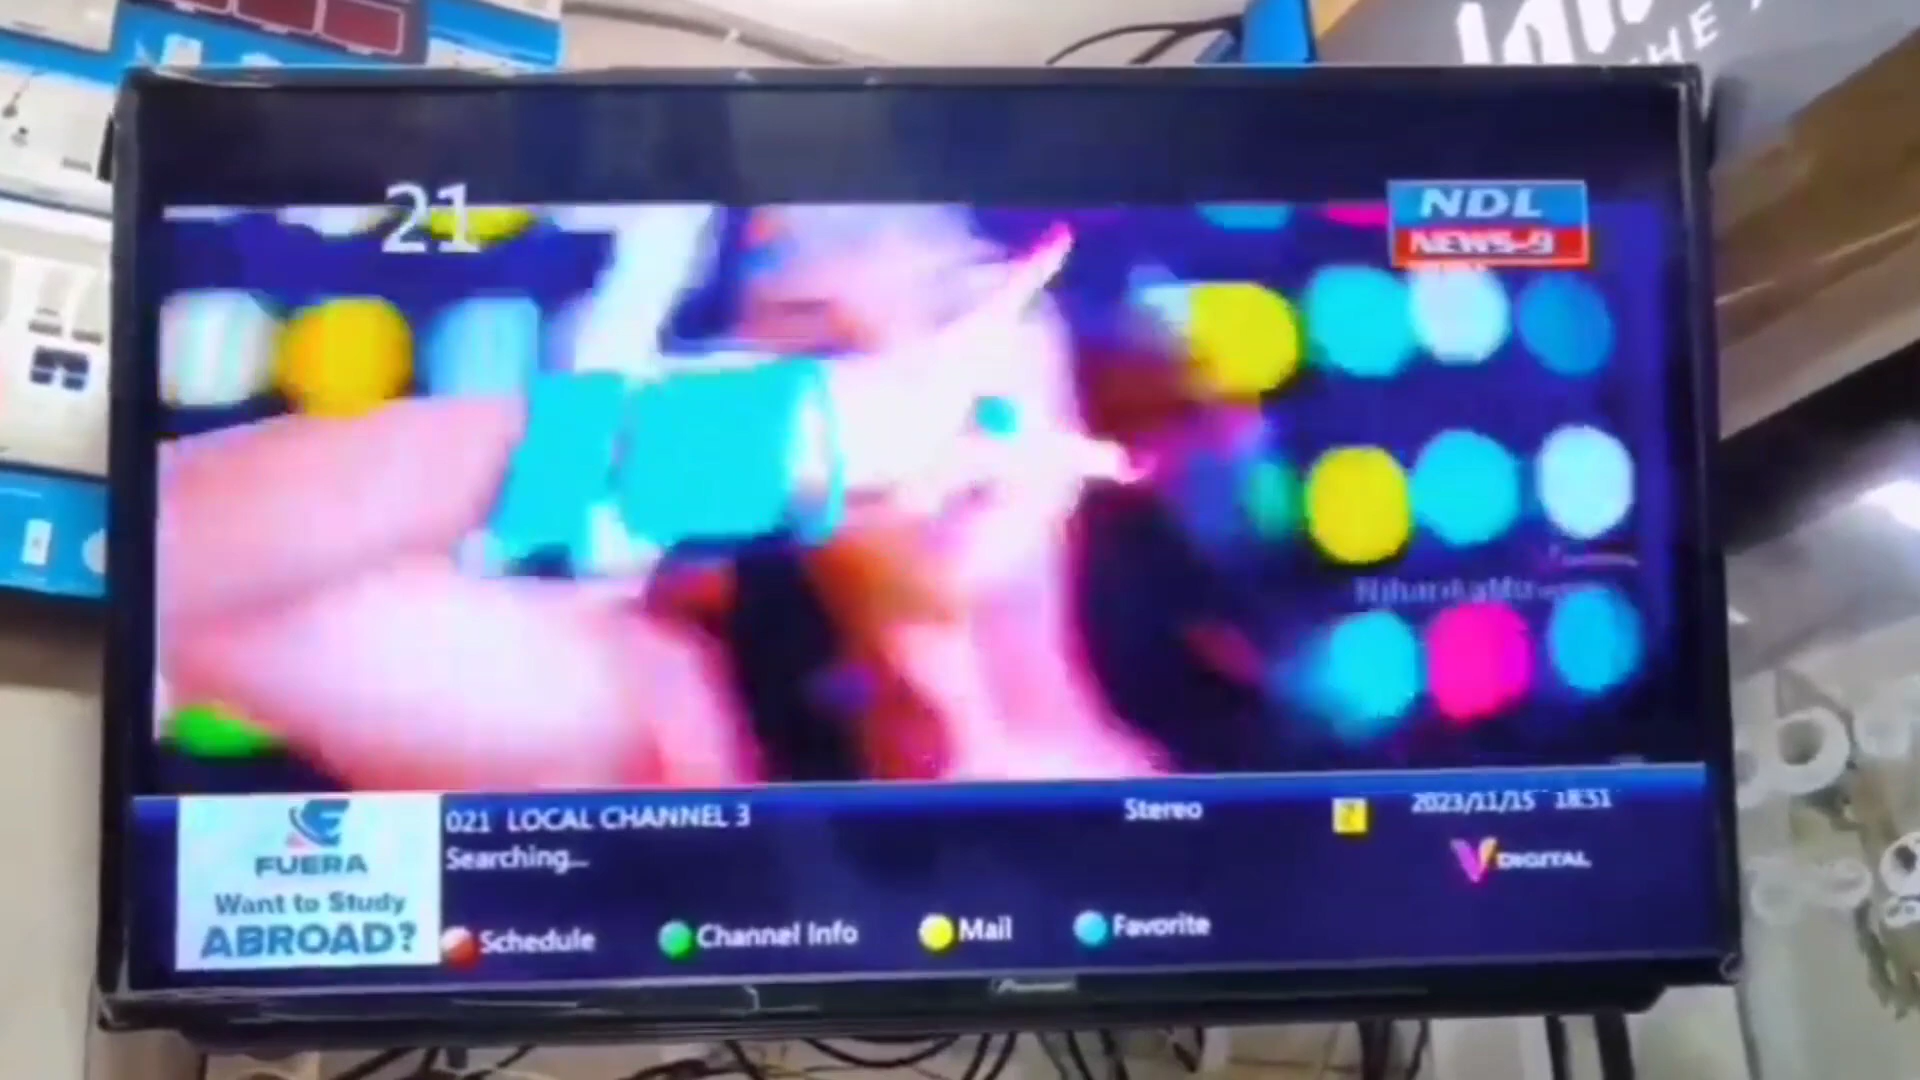 21
NDL
NEWS-9
FUERA
Want to Study
ABROAD?
021 LOCAL CHANNEL 3
Searching...
Stereo
2023/11/15 18:51
V DIGITAL
Schedule
Channel Info
Mail
Favorite
THE